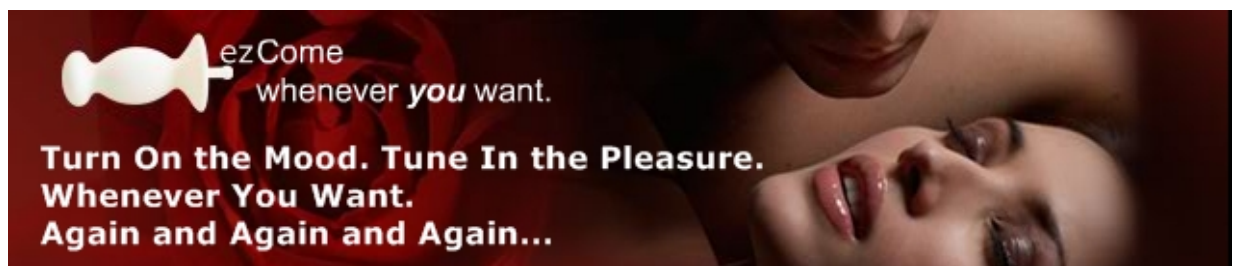 ezCome
whenever you want.
Turn On the Mood. Tune In the Pleasure.
Whenever You Want.
Again and Again and Again...